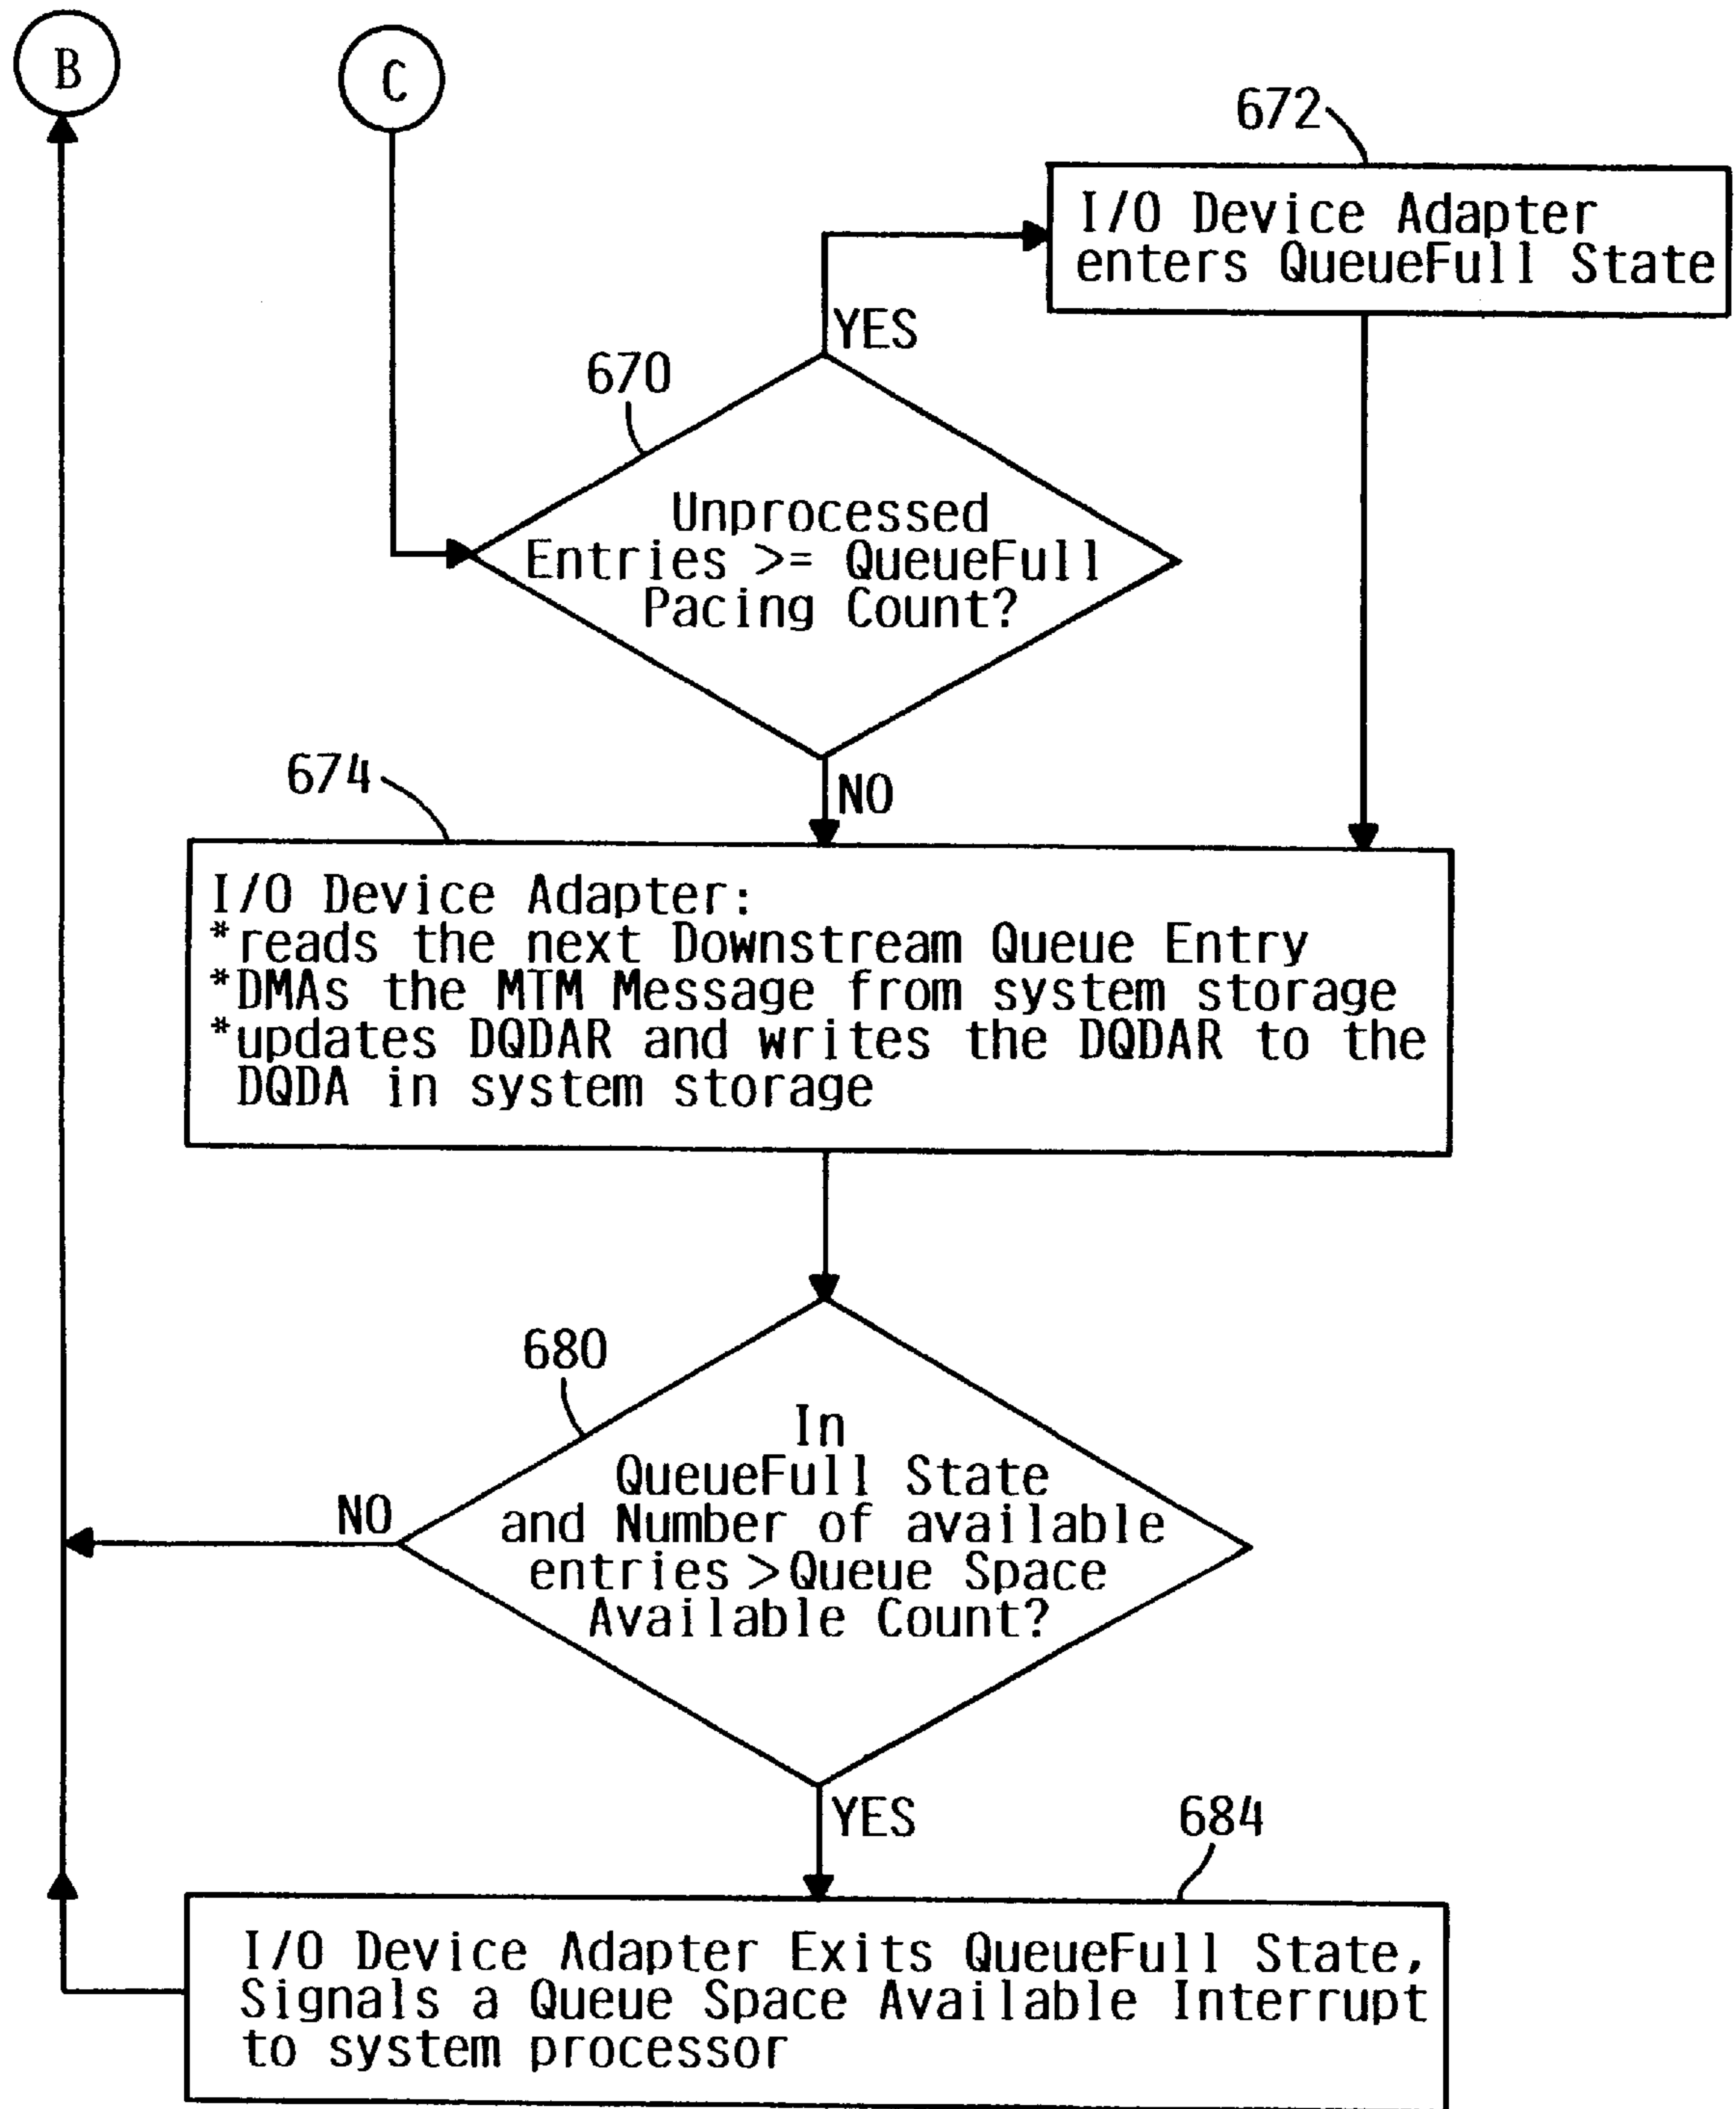 B
C
672
I/O Device Adapter
enters QueueFull State
YES
670
Unprocessed
Entries >= QueueFull
Pacing Count?
NO
674
I/O Device Adapter:
*reads the next Downstream Queue Entry
*DMAs the MTM Message from system storage
*updates DQDAR and writes the DQDAR to the
DQDA in system storage
680
In
QueueFull State
and Number of available
entries > Queue Space
Available Count?
NO
YES
684
I/O Device Adapter Exits QueueFull State,
Signals a Queue Space Available Interrupt
to system processor